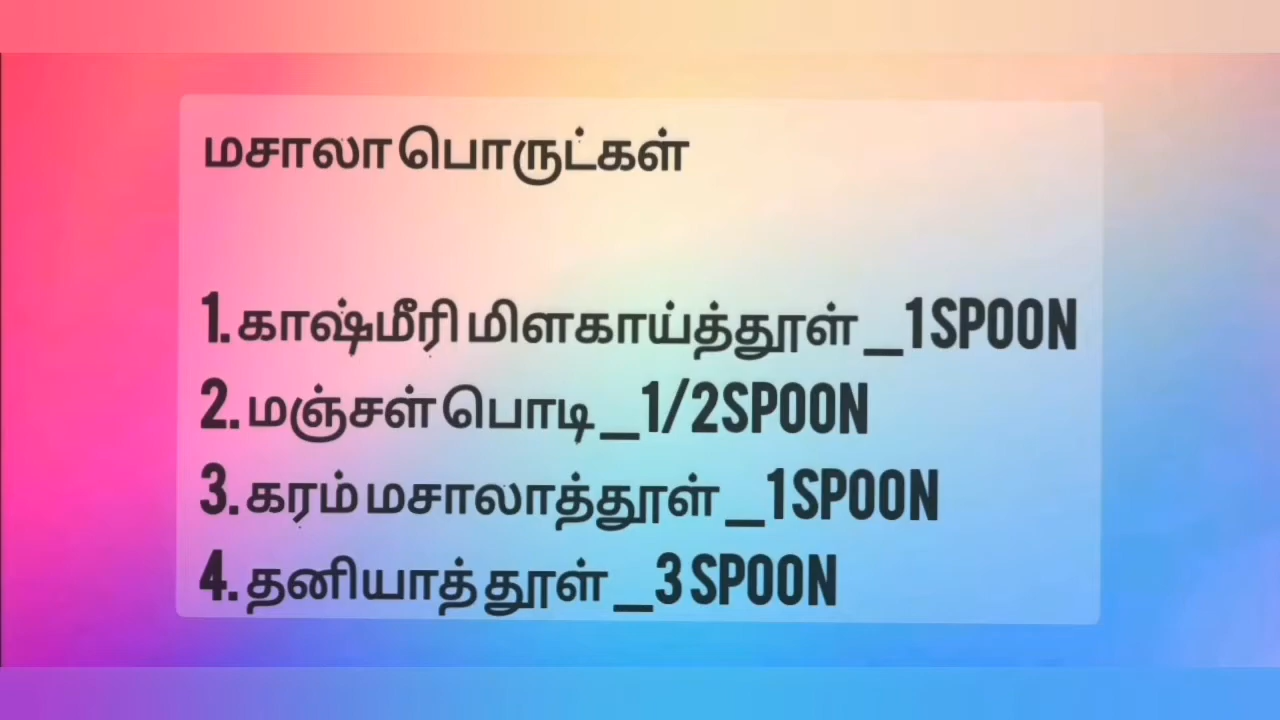 மசாலா பொருட்கள்
1. காஷ்மீரி மிளகாய்த்தூள் _1SPOON
2. மஞ்சள் பொடி _1/2SPOON
3. கரம் மசாலாத்தூள் _1SPOON
4. தனியாத் தூள் _3 SPOON